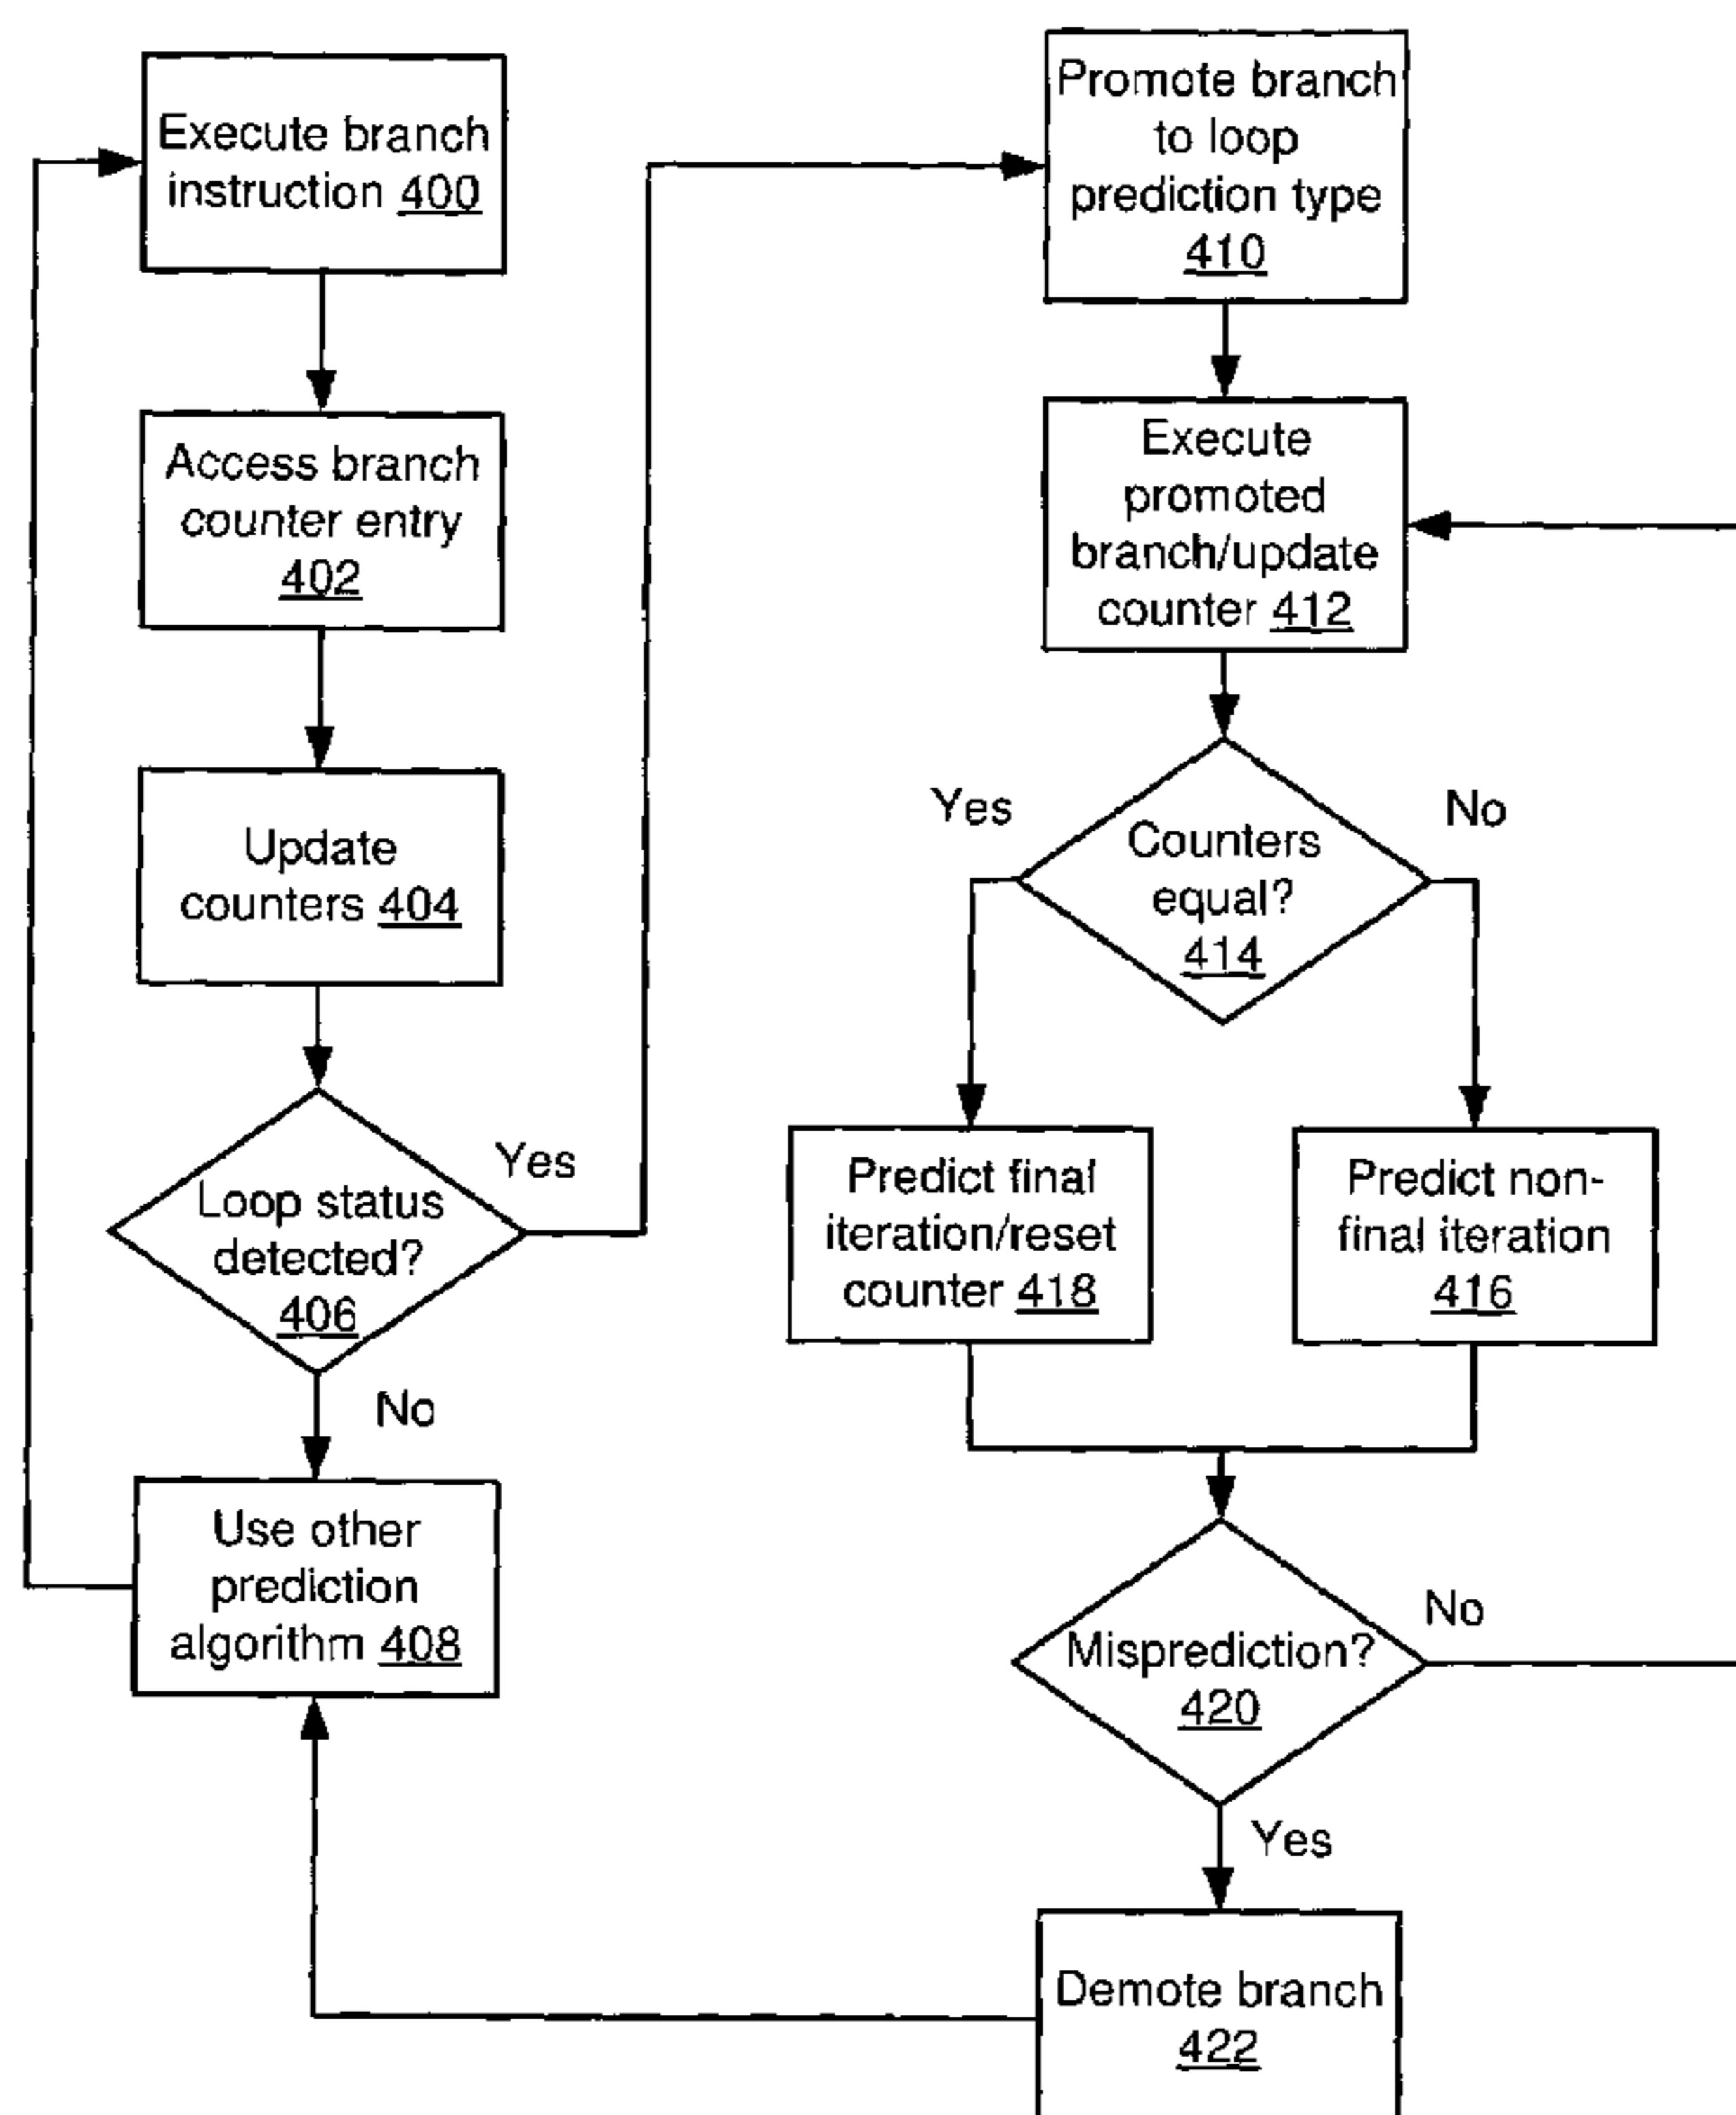 Execute branch
instruction 400
Access branch
counter entry
402
Update
counters 404
Loop status
detected?
406
Yes
No
Use other
prediction
algorithm 408
Promote branch
to loop
prediction type
410
Execute
promoted
branch/update
counter 412
Yes
No
Counters
equal?
414
Predict final
iteration/reset
counter 418
Predict non-
final iteration
416
Misprediction?
420
No
Yes
Demote branch
422